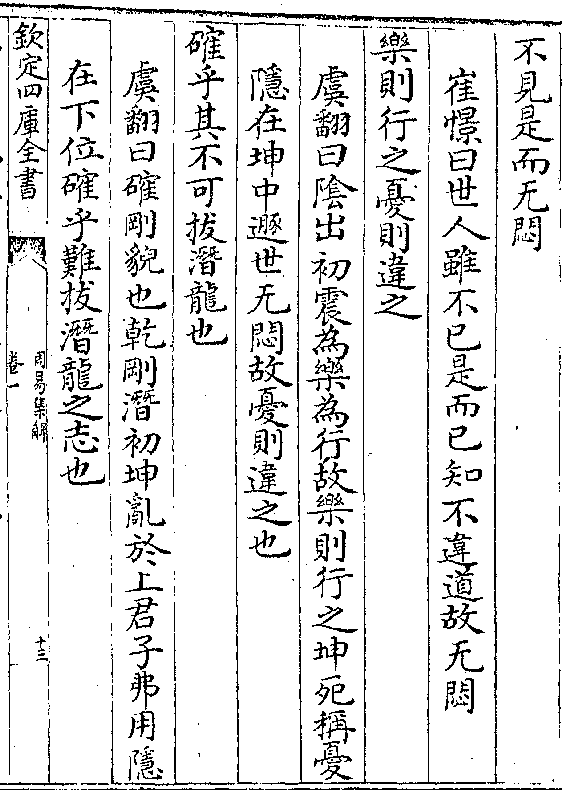 不見是而无悶
崔憬曰世人雖不已是而已知不違道故无悶
樂則行之憂則違之
虞翻曰陰出初震為樂為行故樂則行之坤死稱憂
隱在坤中遯世无悶故憂則違之也
確乎其不可拔潛龍也
虞翻曰確剛貌也乾剛潛初坤亂於上君子弗用隱
在下位確乎難拔潛龍之志也
欽定四庫全書
周易集解
卷一
十三